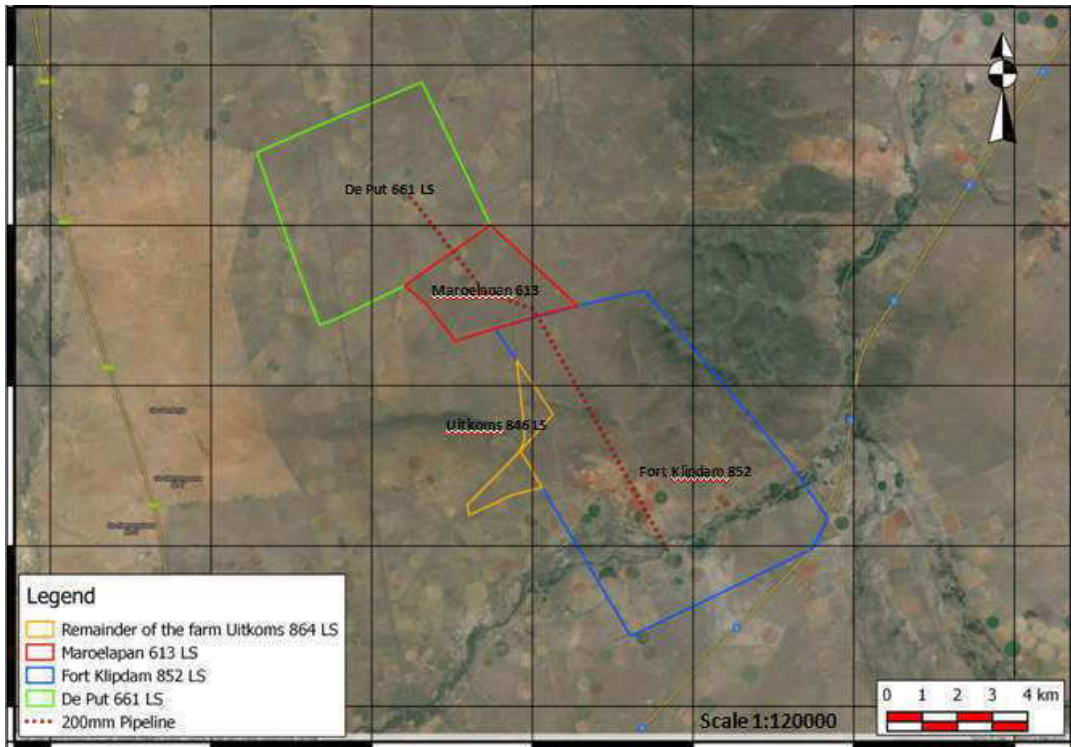 De Put 661 LS
Maroelapan 613
Uitkoms 846 LS
Fort Klipdam 852
Legend
Remainder of the farm Uitkoms 864 LS
Maroelapan 613 LS
Fort Klipdam 852 LS
De Put 661 LS
200mm Pipeline
Scale 1:120000
0 1 2 3 4 km